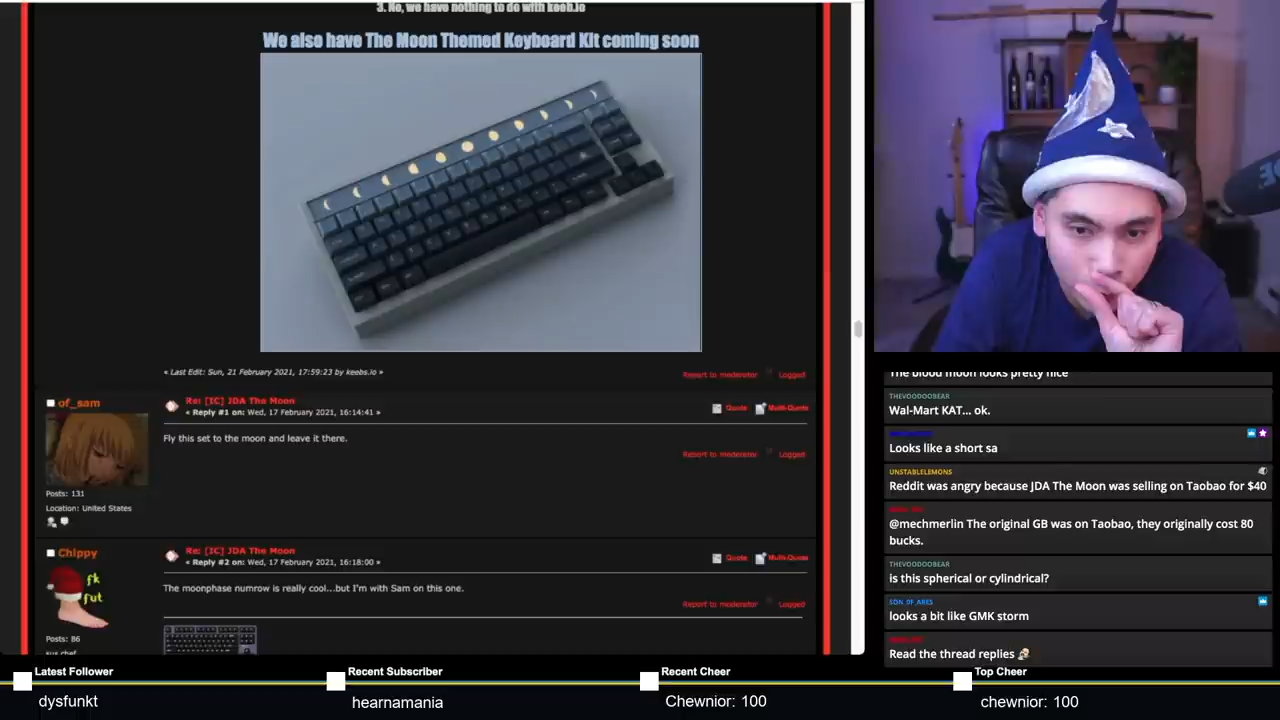 3. No, we have nothing to do with keeb.io
We also have The Moon Themed Keyboard Kit coming soon
« Last Edit: Sun, 21 February 2021, 17:59:23 by keebs.io »
Report to moderator Logged
of_sam
Re: [IC] JDA The Moon
« Reply #1 on: Wed, 17 February 2021, 16:14:41 »
Quote Multi-Quote
Fly this set to the moon and leave it there.
Report to moderator Logged
Posts: 131
Location: United States
Chippy
Re: [IC] JDA The Moon
« Reply #2 on: Wed, 17 February 2021, 16:18:00 »
Quote Multi-Quote
fk
fut
The moonphase numrow is really cool...but I'm with Sam on this one.
Report to moderator Logged
Posts: 86
sus chef
The blood moon looks pretty nice
THEVOODOOBEAR
Wal-Mart KAT... ok.
Looks like a short sa
UNSTABLELEMONS
Reddit was angry because JDA The Moon was selling on Taobao for $40
@mechmerlin The original GB was on Taobao, they originally cost 80
bucks.
THEVOODOOBEAR
is this spherical or cylindrical?
SON_OF_ARES
looks a bit like GMK storm
Read the thread replies
Latest Follower
dysfunkt
Recent Subscriber
hearnamania
Recent Cheer
Chewnior: 100
Top Cheer
chewnior: 100